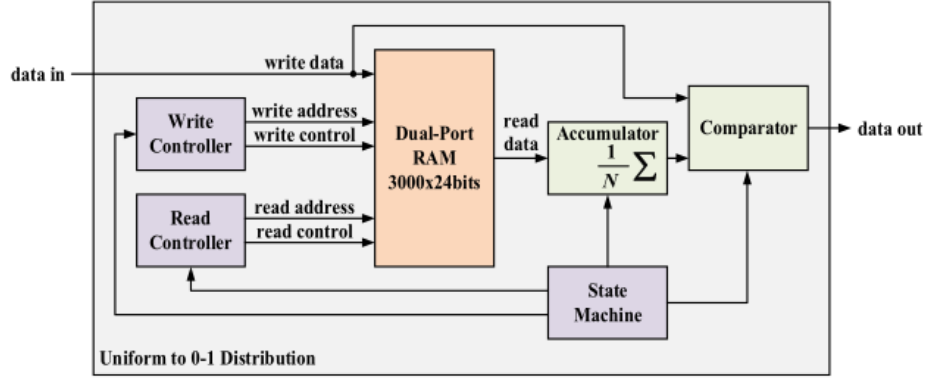 data in
write data
Write
Controller
write address
write control
Dual-Port
RAM
3000x24bits
read
data
Accumulator
1
N
∑
Comparator
data out
Read
Controller
read address
read control
State
Machine
Uniform to 0-1 Distribution